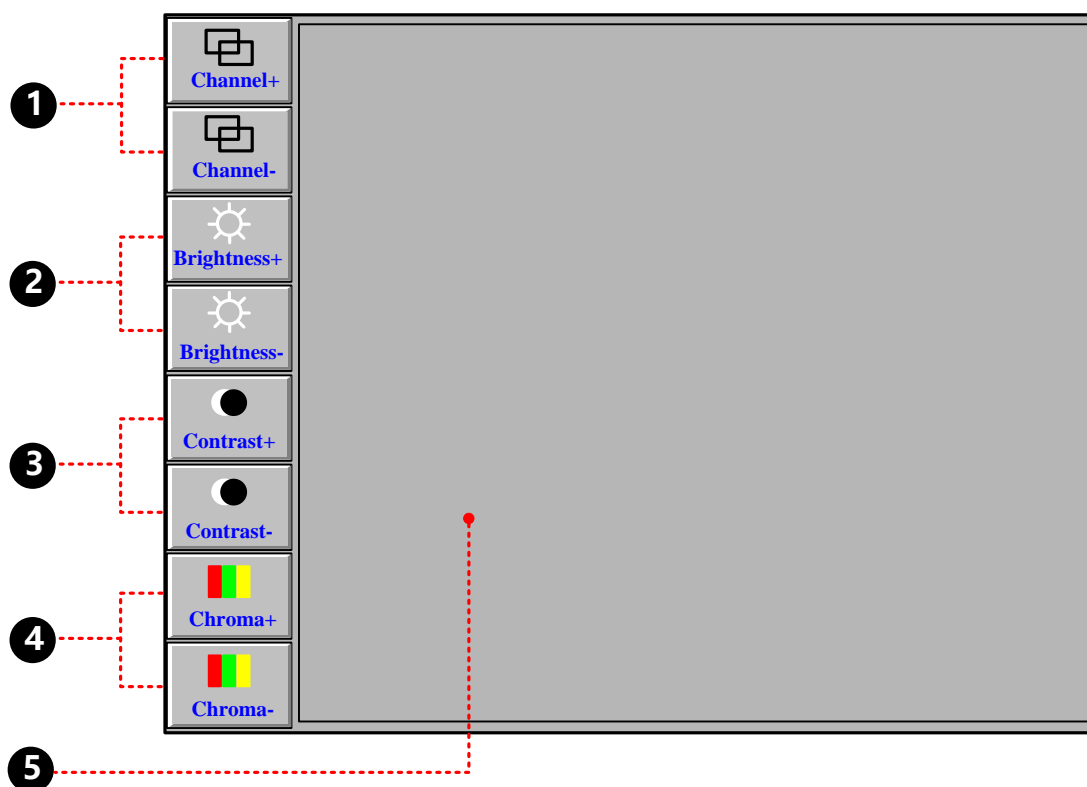 Channel+
1
Channel-
Brightness+
2
Brightness-
Contrast+
3
Contrast-
Chroma+
4
Chroma-
5